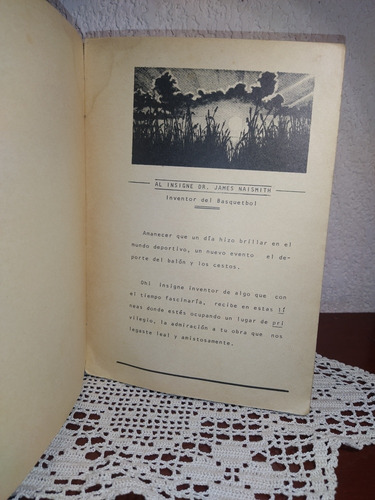 AL INSIGNE DR. JAMES NAISMITH
Inventor del Basquetbol
Amanecer que un día hizo brillar en el
mundo deportivo, un nuevo evento el de-
porte del balón y los cestos.
Oh! Insigne inventor de algo que con
el tiempo fascinaría, recibe en estas lí
neas donde estés ocupando un lugar de pri
vilegio, la admiración a tu obra que nos
legaste leal y amistosamente.